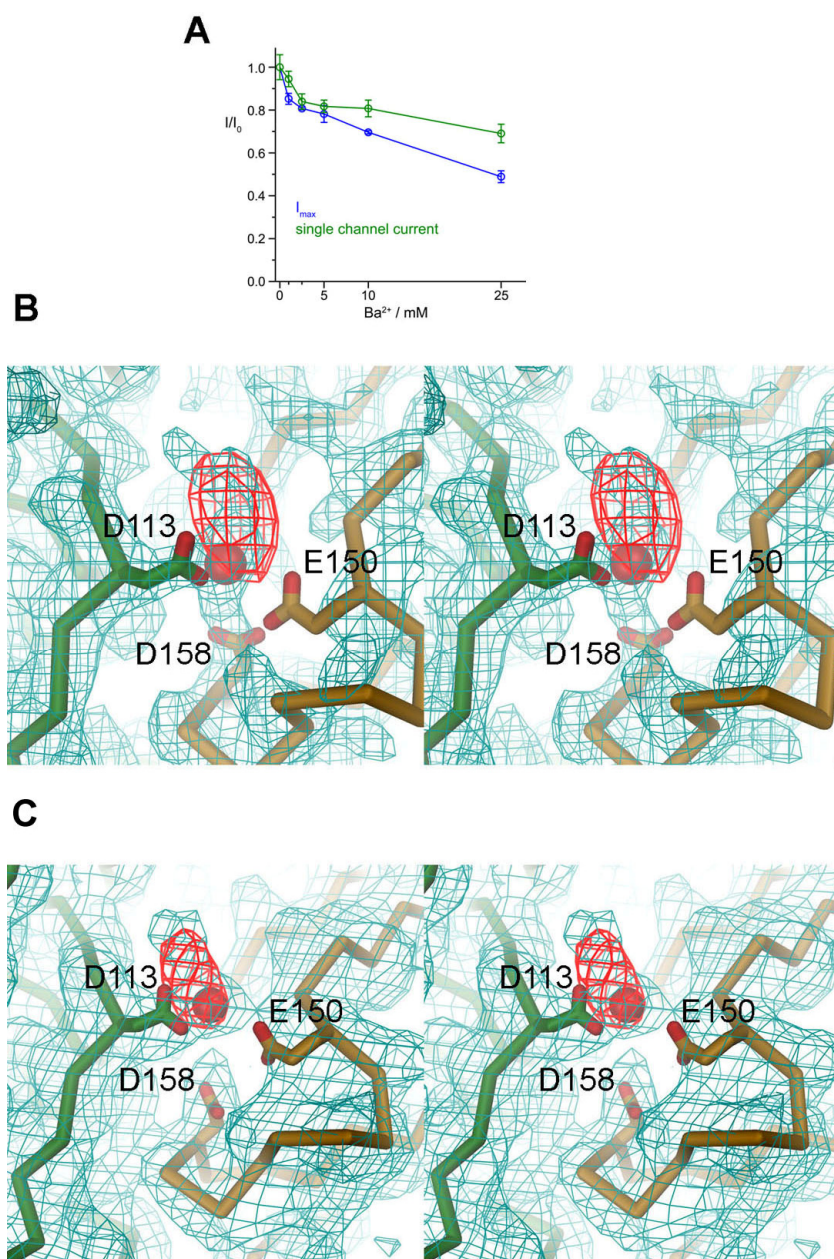 A
1.0
0.8
I/I₀
0.6
0.4
0.2
0.0
I_max
single channel current
0 5 10 25
Ba²⁺ / mM
B
D113 E150 D113 E150
D158 D158
C
D113 E150 D113 E150
D158 D158